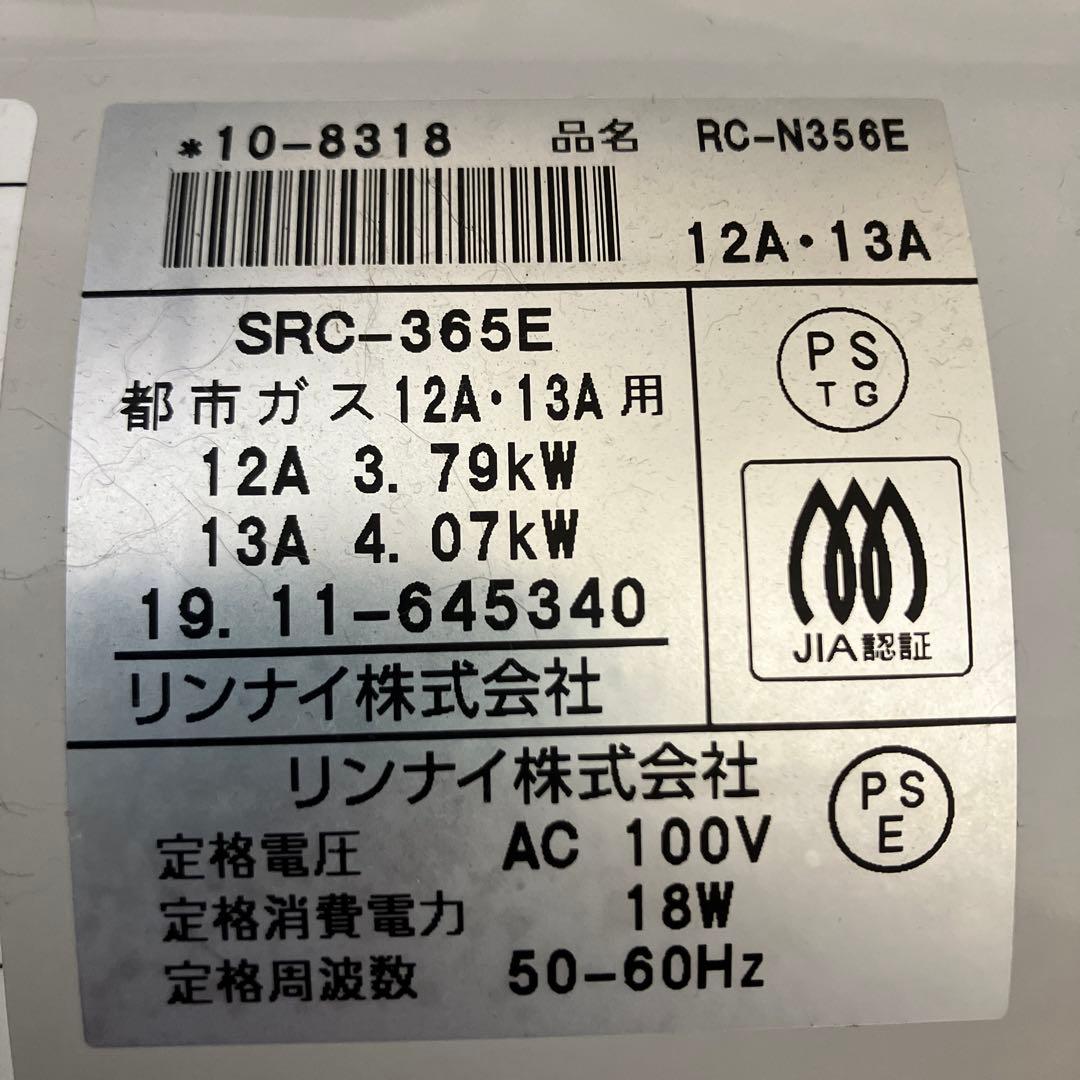 *10-8318 品名 RC-N356E
12A・13A
SRC-365E
都市ガス12A・13A用
12A 3.79kW
13A 4.07kW
19.11-645340
リンナイ株式会社
PS
TG
JIA認証
リンナイ株式会社
PS
E
定格電圧 AC 100V
定格消費電力 18W
定格周波数 50-60Hz